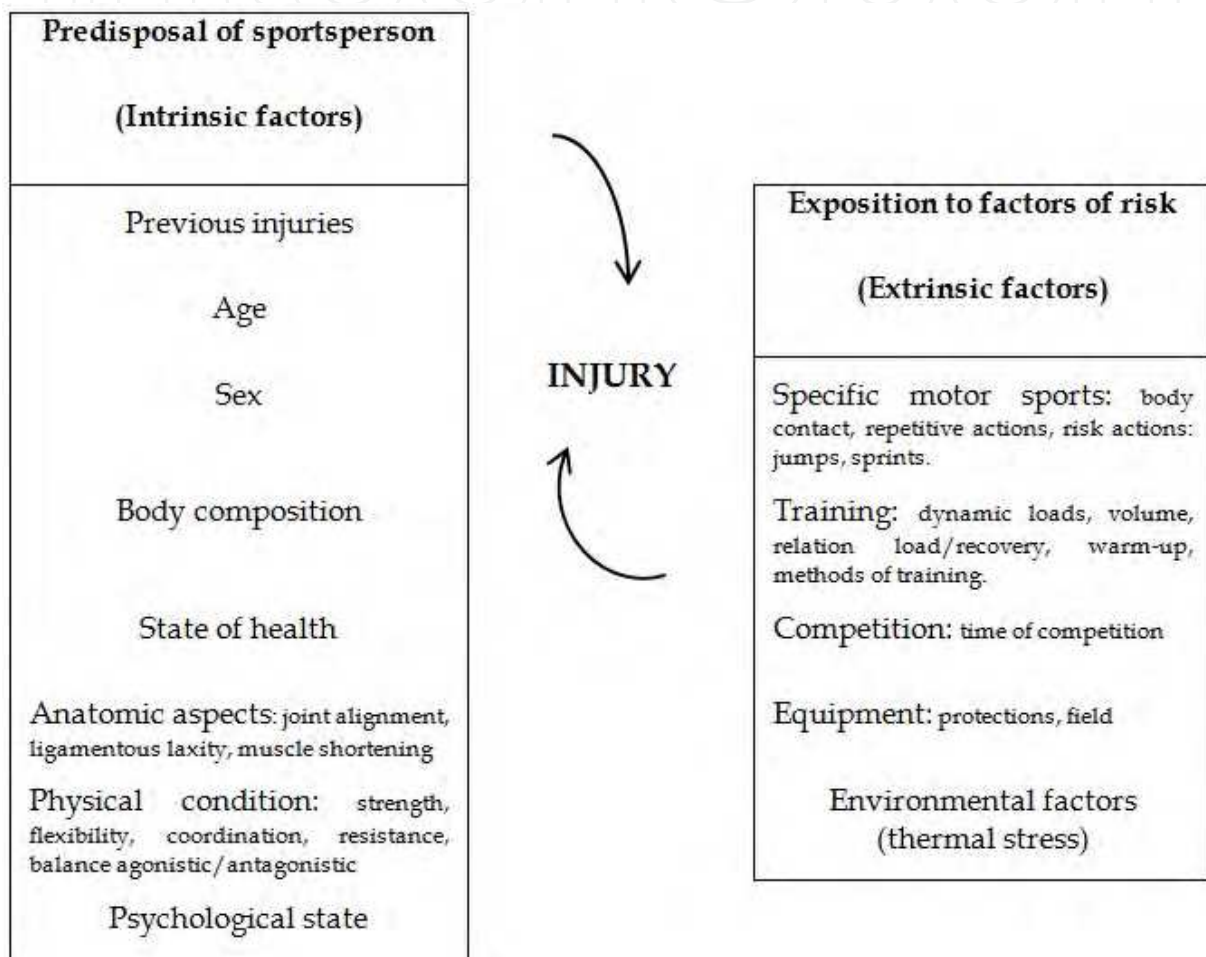 Predisposal of sportsperson
(Intrinsic factors)
Previous injuries
Age
Sex
Body composition
State of health
Anatomic aspects: joint alignment,
ligamentous laxity, muscle shortening
Physical condition: strength,
flexibility, coordination, resistance,
balance agonistic/antagonistic
Psychological state
INJURY
Exposition to factors of risk
(Extrinsic factors)
Specific motor sports: body
contact, repetitive actions, risk actions:
jumps, sprints.
Training: dynamic loads, volume,
relation load/recovery, warm-up,
methods of training.
Competition: time of competition
Equipment: protections, field
Environmental factors
(thermal stress)